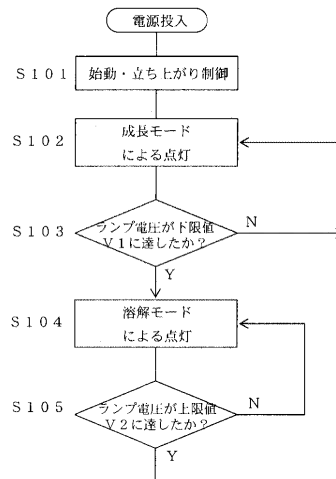 電源投入
S101
始動・立ち上がり制御
S102
成長モード
による点灯
S103
ランプ電圧が下限値
V1に達したか？
N
Y
S104
溶解モード
による点灯
S105
ランプ電圧が上限値
V2に達したか？
N
Y